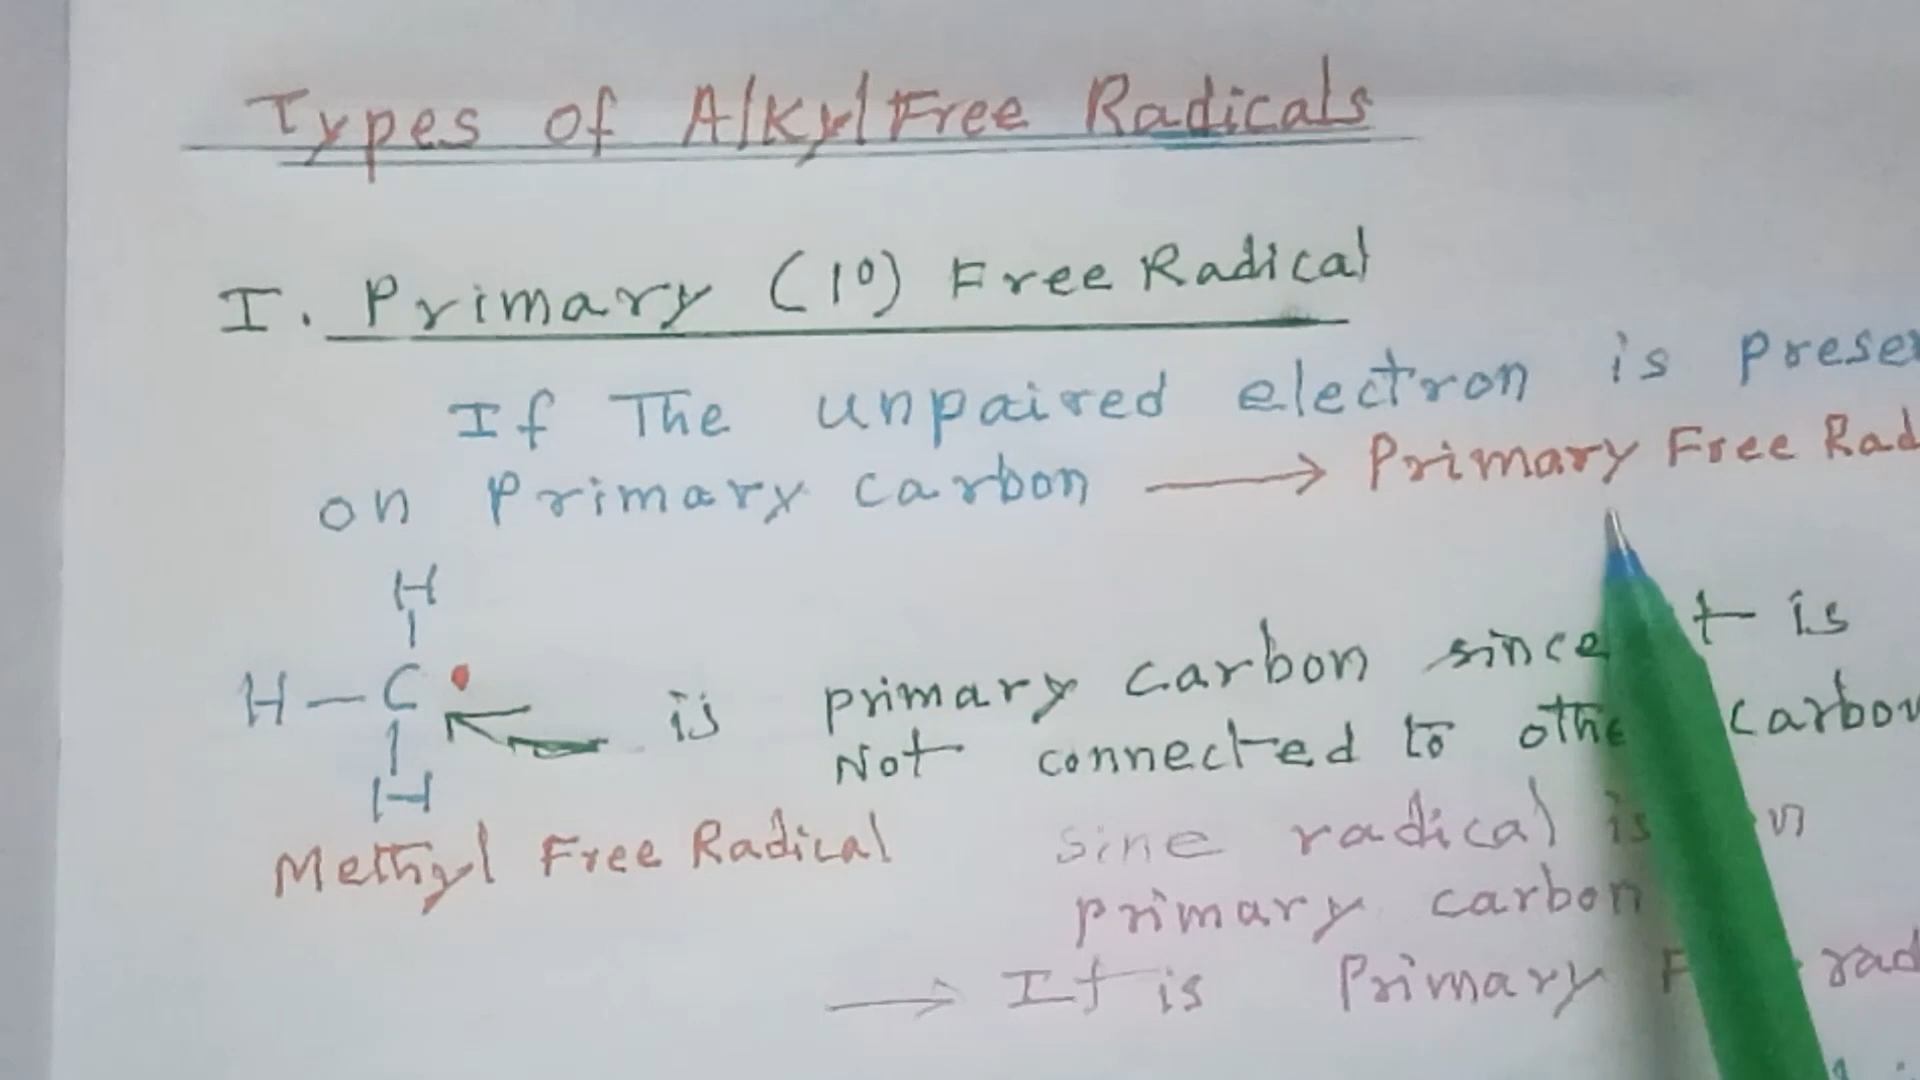 Types of Alkyl Free Radicals
I. Primary (1⁰) Free Radical
If The unpaired electron is prese
on Primary carbon → Primary Free Rad
H
H — C • is primary carbon since t is
H
Not connected to othe carbon
Methyl Free Radical
Sine radical is n
primary carbon
→ It is Primary F rad